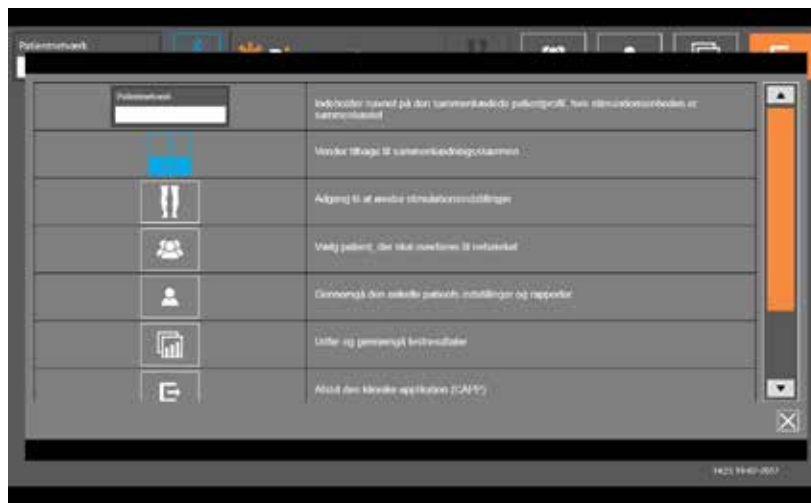 Patientnetværk
Patientnetværk
Indeholder navnet på den sammenkædede patientprofil, hvis stimulationsenheden er
sammenkædet
Vender tilbage til sammenkædningsskærmen
Adgang til at ændre stimulationsindstillinger
Vælg patient, der skal overføres til netværket
Gennemgå den enkelte patients indstillinger og rapporter
Udfør og gennemgå testresultater
Afslut den kliniske applikation (CAPP)